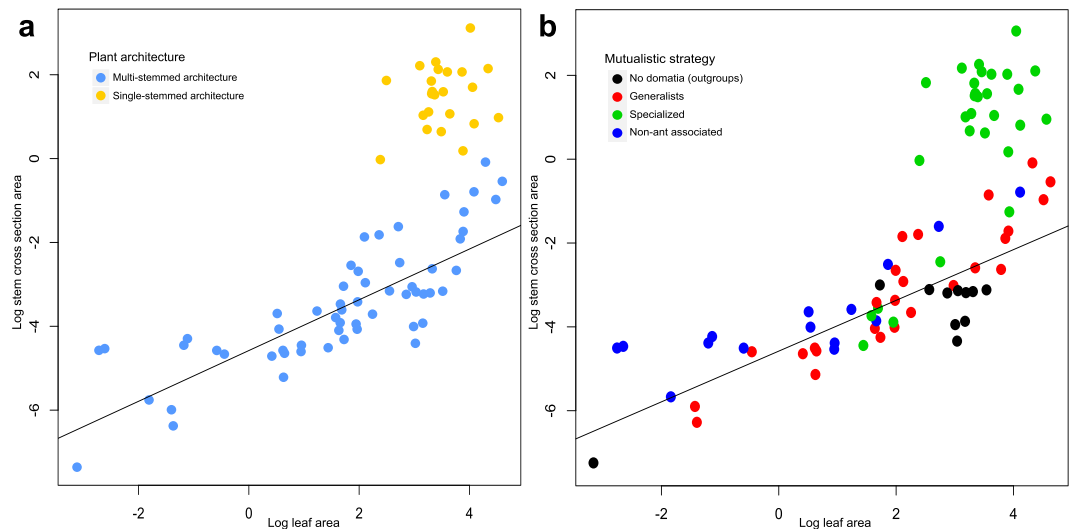 a
Plant architecture
Multi-stemmed architecture
Single-stemmed architecture
Log stem cross section area
2
0
-2
-4
-6
-2
0
2
4
Log leaf area
b
Mutualistic strategy
No domatia (outgroups)
Generalists
Specialized
Non-ant associated
Log stem cross section area
2
0
-2
-4
-6
-2
0
2
4
Log leaf area